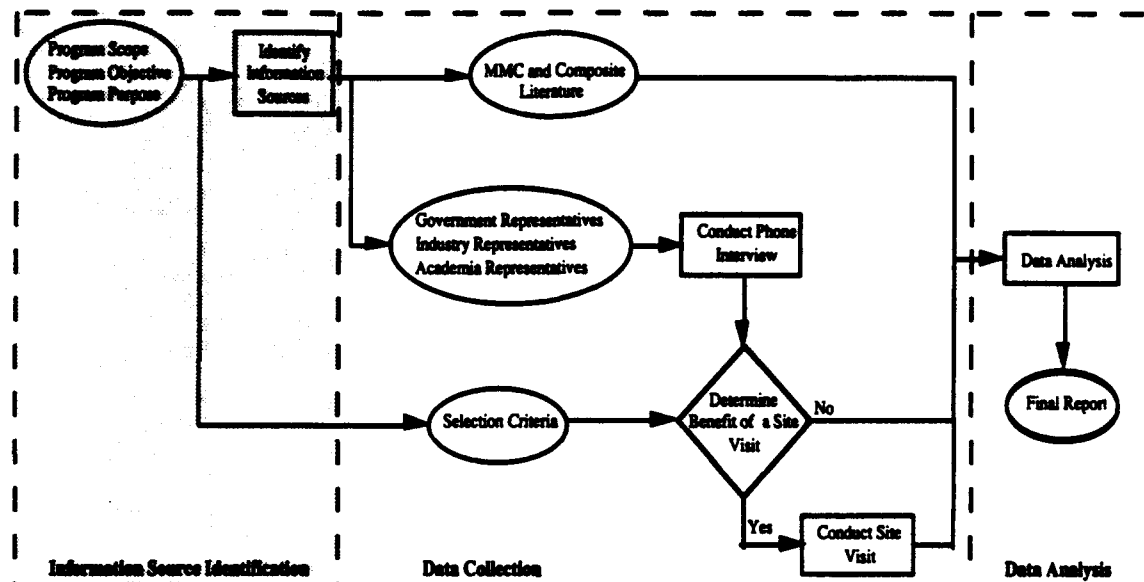 Program Scope
Program Objective
Program Purpose
Identify
Information
Sources
MMC and Composite
Literature
Government Representatives
Industry Representatives
Academia Representatives
Conduct Phone
Interview
Data Analysis
Selection Criteria
Determine
Benefit of a Site
Visit
No
Final Report
Yes
Conduct Site
Visit
Information Source Identification
Data Collection
Data Analysis